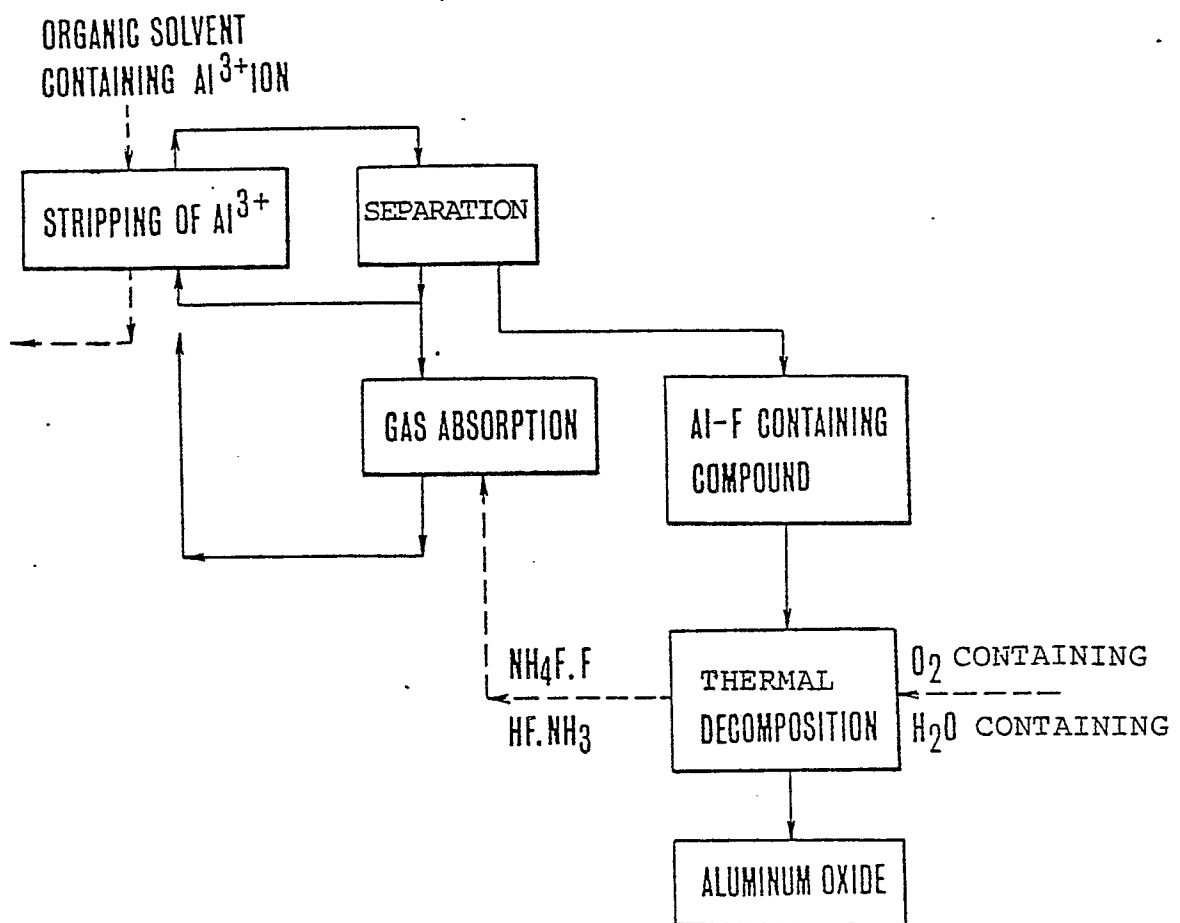 ORGANIC SOLVENT
CONTAINING Al3+ION
STRIPPING OF Al3+
SEPARATION
GAS ABSORPTION
Al-F CONTAINING
COMPOUND
NH4F.F
HF.NH3
THERMAL
DECOMPOSITION
O2 CONTAINING
H2O CONTAINING
ALUMINUM OXIDE